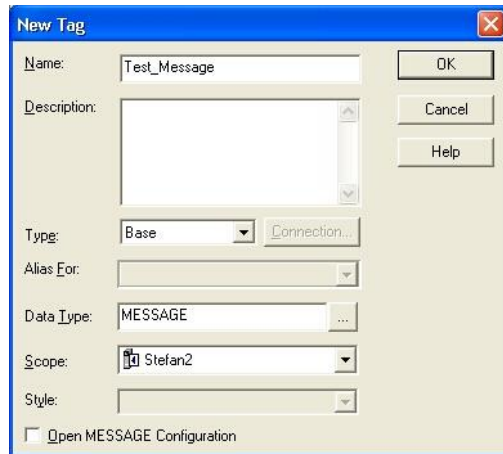 New Tag
Name: Test_Message OK
Description: Cancel
Help
Type: Base Connection...
Alias For:
Data Type: MESSAGE ...
Scope: Stefan2
Style:
Open MESSAGE Configuration